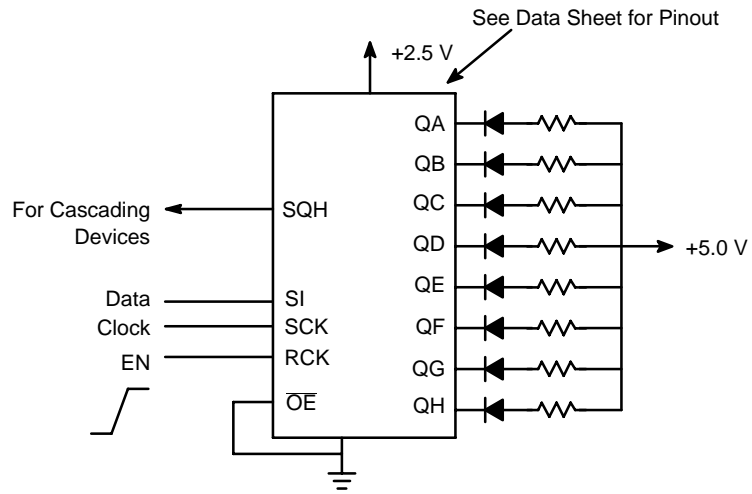 See Data Sheet for Pinout
+2.5 V
QA
QB
For Cascading
Devices
SQH
QC
QD
+5.0 V
QE
Data
SI
Clock
SCK
QF
EN
RCK
QG
OE
QH